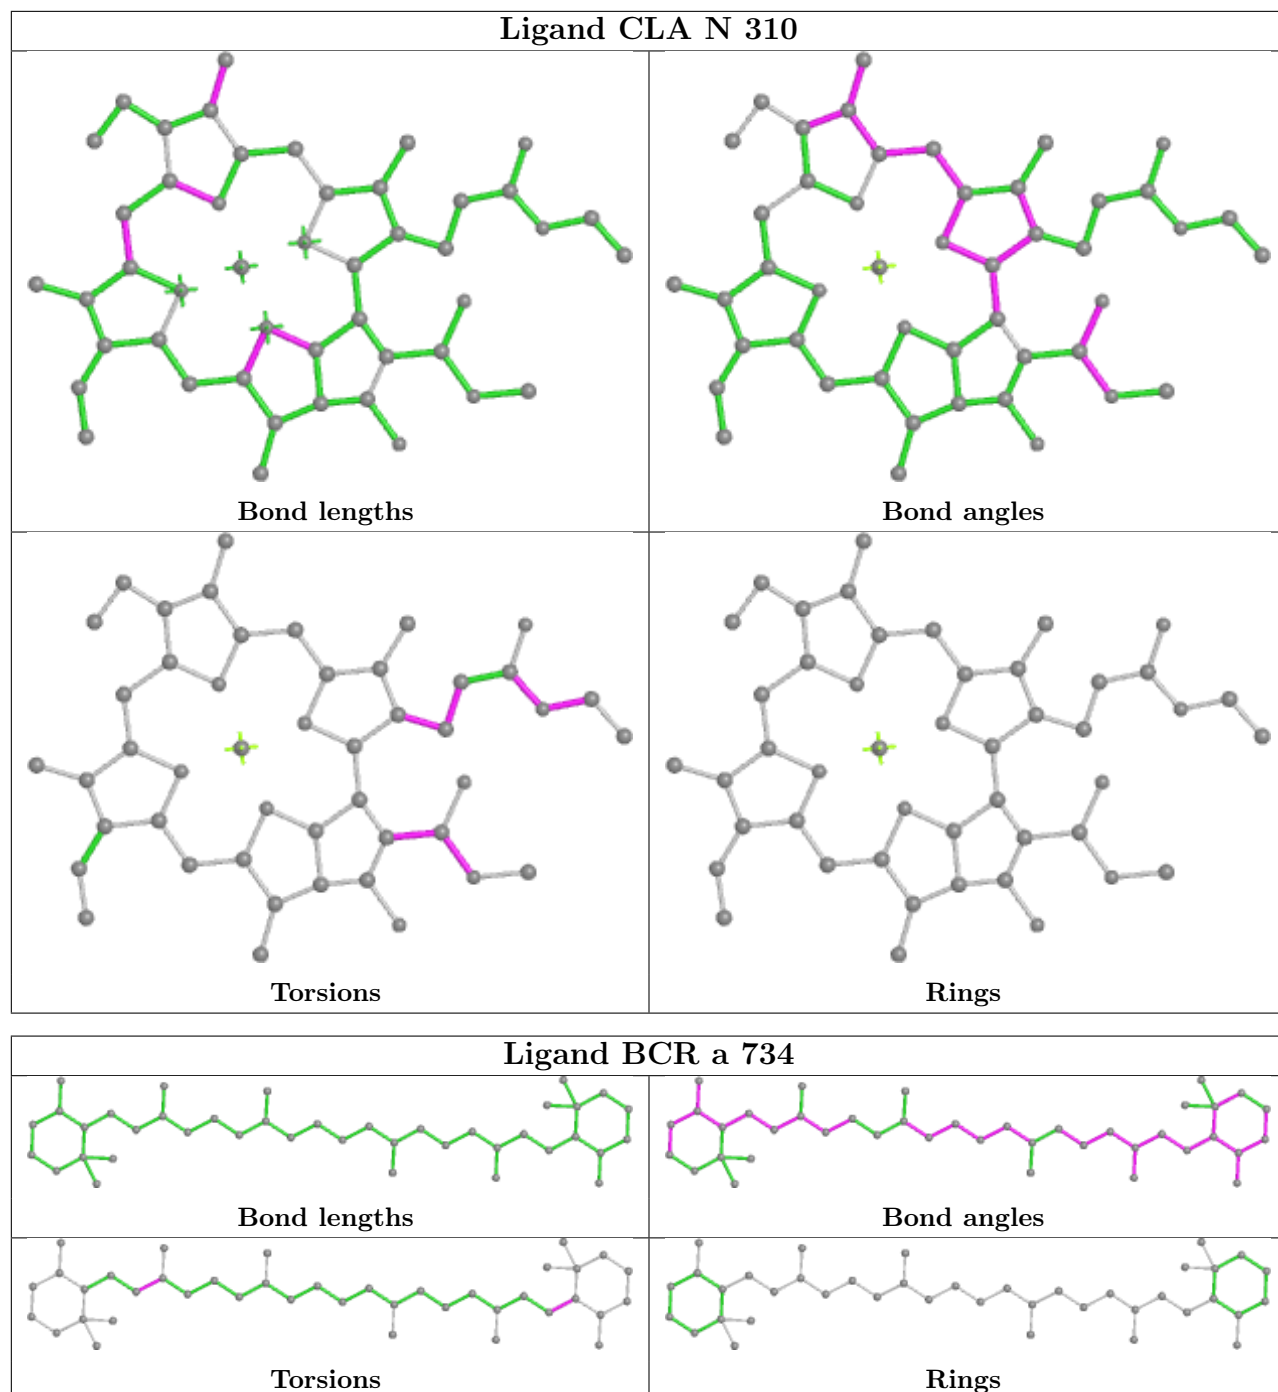 Ligand CLA N 310
Bond lengths
Bond angles
Torsions
Rings
Ligand BCR a 734
Bond lengths
Bond angles
Torsions
Rings